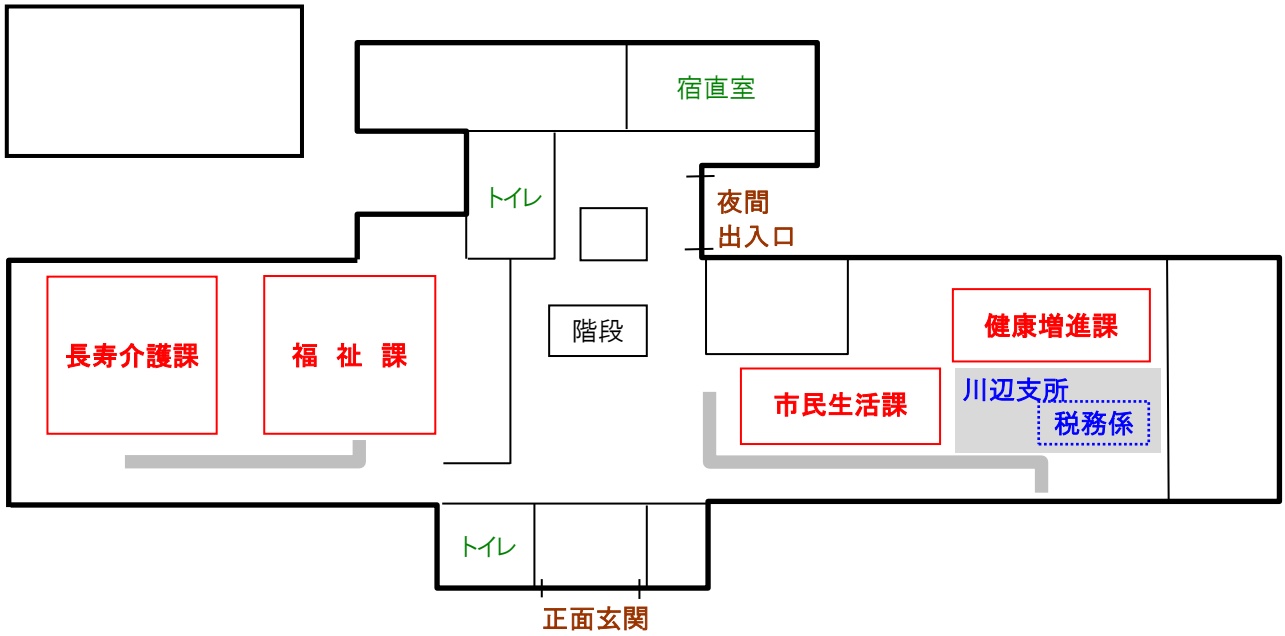 宿直室
トイレ
夜間
出入口
階段
長寿介護課
福祉課
健康増進課
市民生活課
川辺支所
税務係
トイレ
正面玄関